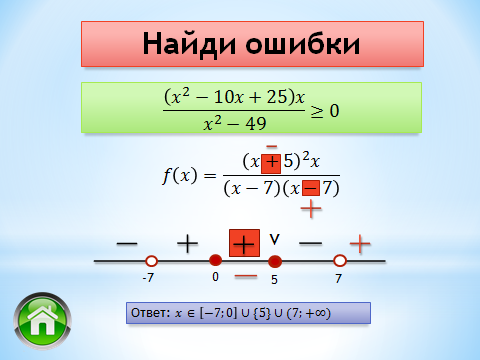 Найди ошибки
(x² − 10x + 25)x / x² − 49 ≥ 0
−
f(x) = (x + 5)²x / (x − 7)(x − 7)
+
− + + v − +
−
-7 0 5 7
Ответ: x ∈ [−7; 0] ∪ {5} ∪ (7; +∞)